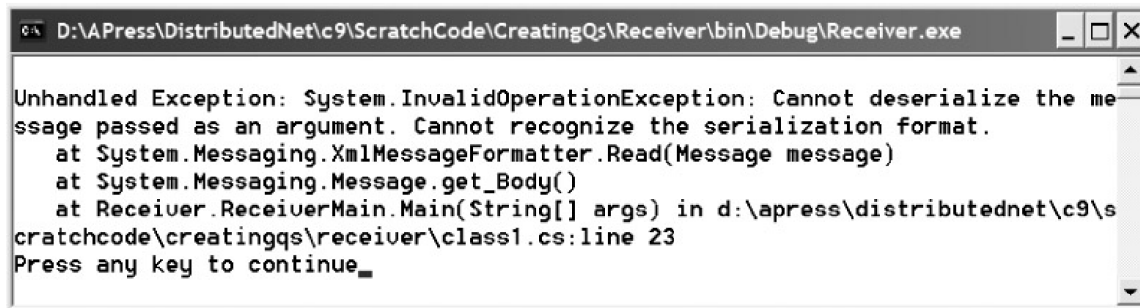 D:\APress\DistributedNet\c9\ScratchCode\CreatingQs\Receiver\bin\Debug\Receiver.exe
Unhandled Exception: System.InvalidOperationException: Cannot deserialize the me
ssage passed as an argument. Cannot recognize the serialization format.
   at System.Messaging.XmlMessageFormatter.Read(Message message)
   at System.Messaging.Message.get_Body()
   at Receiver.ReceiverMain.Main(String[] args) in d:\apress\distributednet\c9\s
cratchcode\creatingqs\receiver\class1.cs:line 23
Press any key to continue_